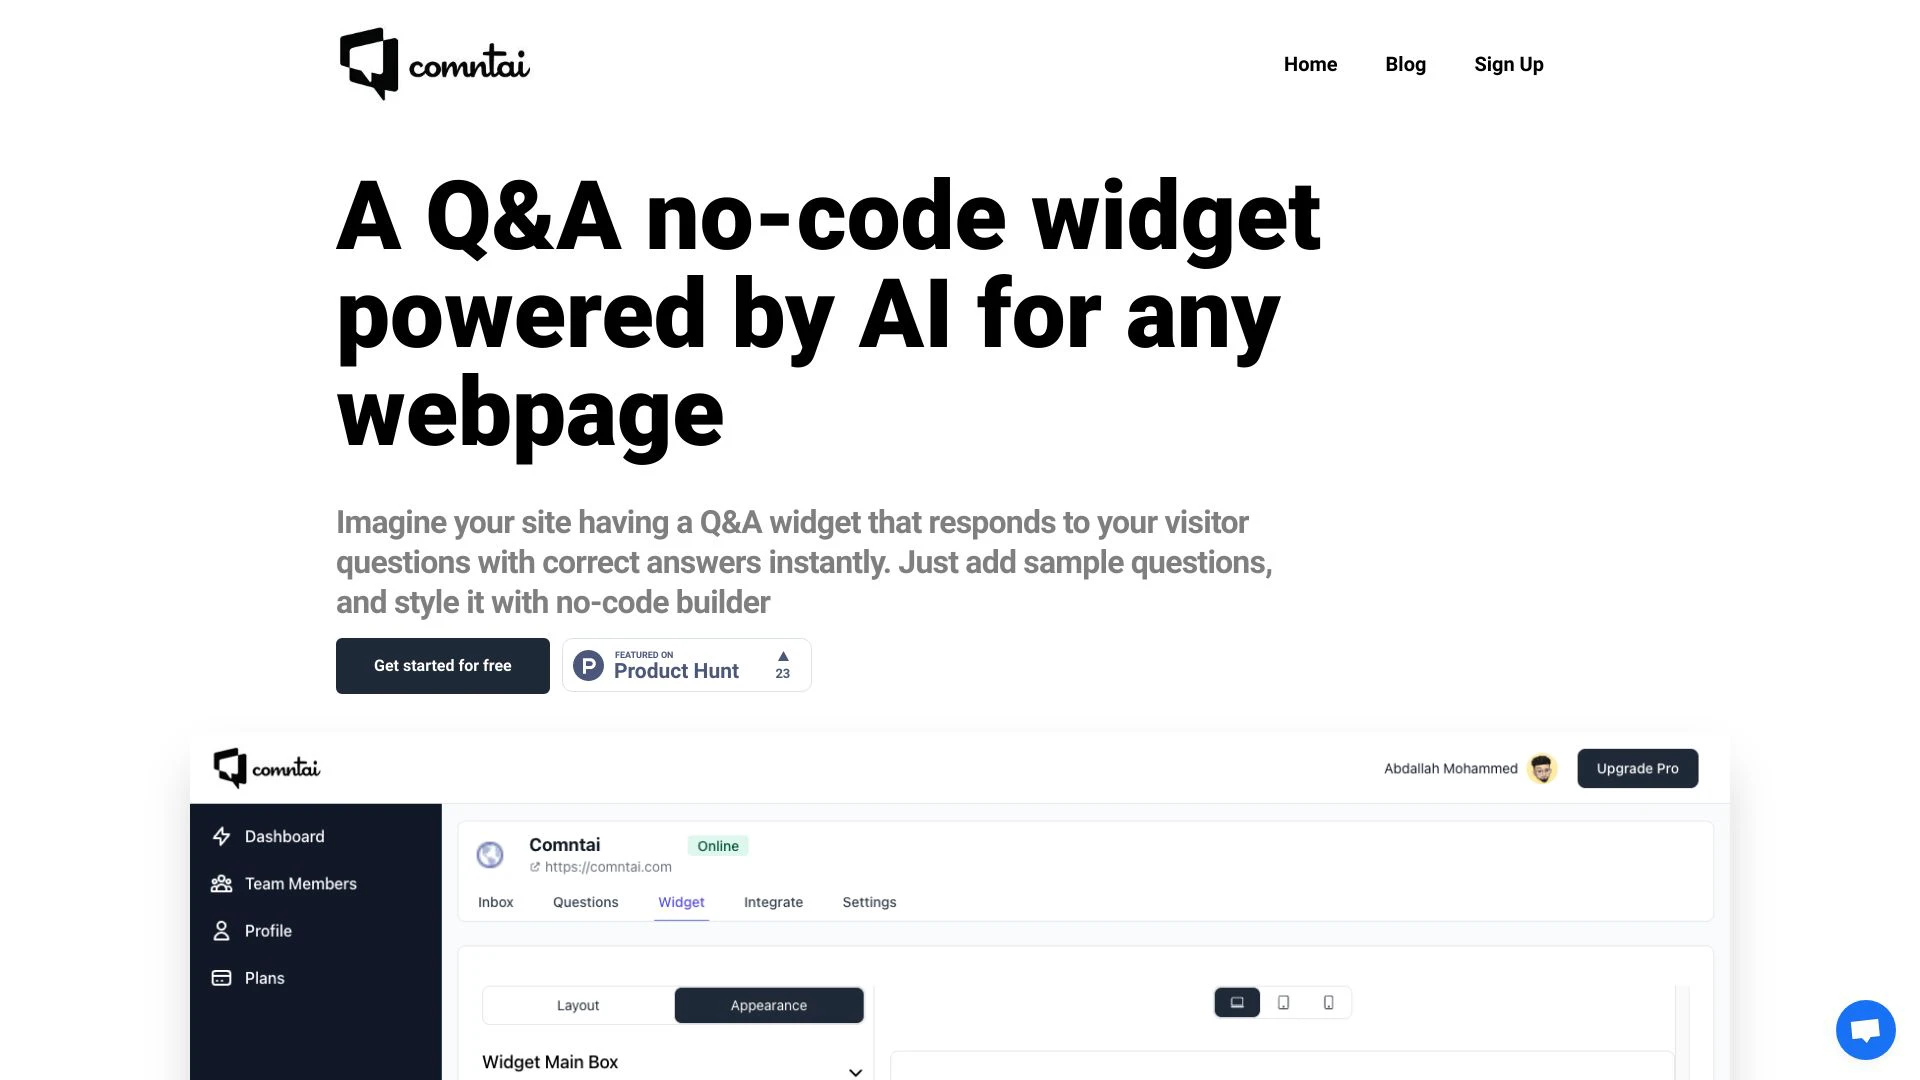 comntai
Home
Blog
Sign Up
A Q&A no-code widget
powered by AI for any
webpage
Imagine your site having a Q&A widget that responds to your visitor
questions with correct answers instantly. Just add sample questions,
and style it with no-code builder
Get started for free
FEATURED ON
Product Hunt
23
comntai
Abdallah Mohammed
Upgrade Pro
Dashboard
Team Members
Profile
Plans
Comntai
Online
https://comntai.com
Inbox
Questions
Widget
Integrate
Settings
Layout
Appearance
Widget Main Box